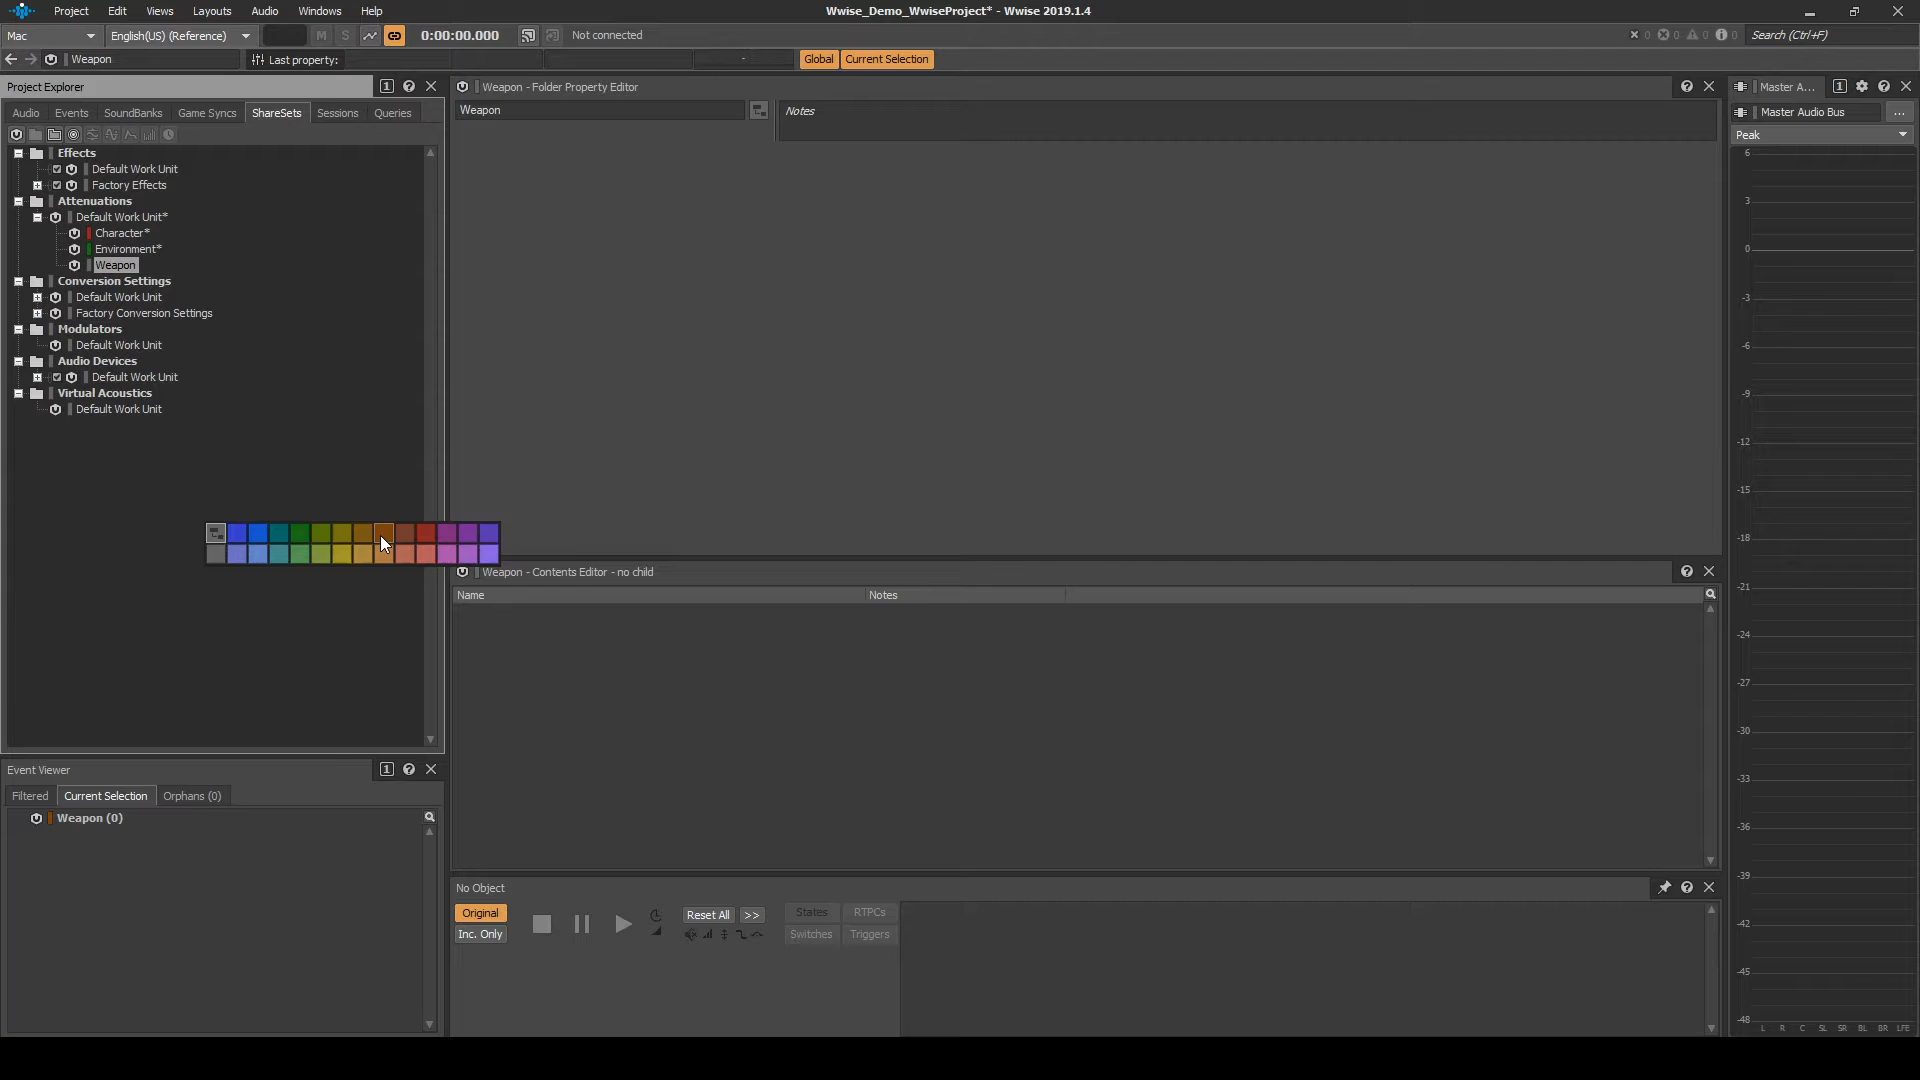 Project Edit Views Layouts Audio Windows Help
Wwise_Demo_WwiseProject* - Wwise 2019.1.4
Mac English(US) (Reference) M S 0:00:00.000 Not connected 0 0 0 0 Search (Ctrl+F)
Weapon Last property: - Global Current Selection
Project Explorer 1
Weapon - Folder Property Editor
Master A... 1
Audio Events SoundBanks Game Syncs ShareSets Sessions Queries
Weapon
Notes
Master Audio Bus ...
Peak
Effects
Default Work Unit
Factory Effects
Attenuations
Default Work Unit*
Character*
Environment*
Weapon
Conversion Settings
Default Work Unit
Factory Conversion Settings
Modulators
Default Work Unit
Audio Devices
Default Work Unit
Virtual Acoustics
Default Work Unit
Weapon - Contents Editor - no child
Name Notes
Event Viewer 1
Filtered Current Selection Orphans (0)
Weapon (0)
No Object
Original
Inc. Only
Reset All >>
States RTPCs
Switches Triggers
6
3
0
-3
-6
-9
-12
-15
-18
-21
-24
-27
-30
-33
-36
-39
-42
-45
-48
L R C SL SR BL BR LFE